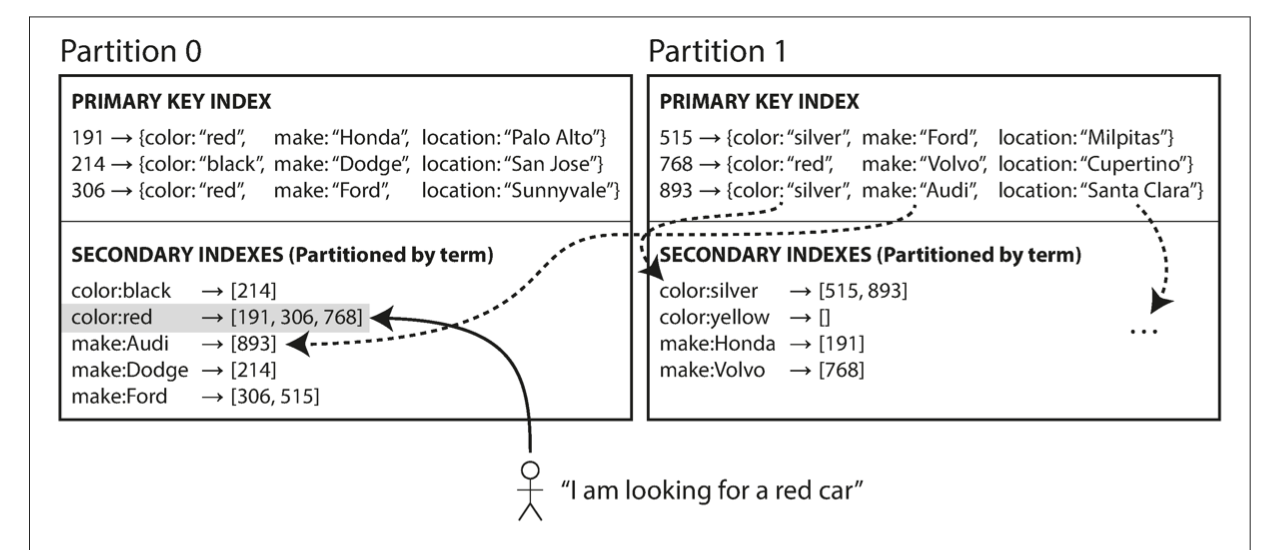 Partition 0
PRIMARY KEY INDEX
191 → {color: “red”, make: “Honda”, location: “Palo Alto”}
214 → {color: “black”, make: “Dodge”, location: “San Jose”}
306 → {color: “red”, make: “Ford”, location: “Sunnyvale”}
SECONDARY INDEXES (Partitioned by term)
color:black → [214]
color:red → [191, 306, 768]
make:Audi → [893]
make:Dodge → [214]
make:Ford → [306, 515]
Partition 1
PRIMARY KEY INDEX
515 → {color: “silver”, make: “Ford”, location: “Milpitas”}
768 → {color: “red”, make: “Volvo”, location: “Cupertino”}
893 → {color: “silver”, make: “Audi”, location: “Santa Clara”}
SECONDARY INDEXES (Partitioned by term)
color:silver → [515, 893]
color:yellow → []
make:Honda → [191]
make:Volvo → [768]
...
“I am looking for a red car”